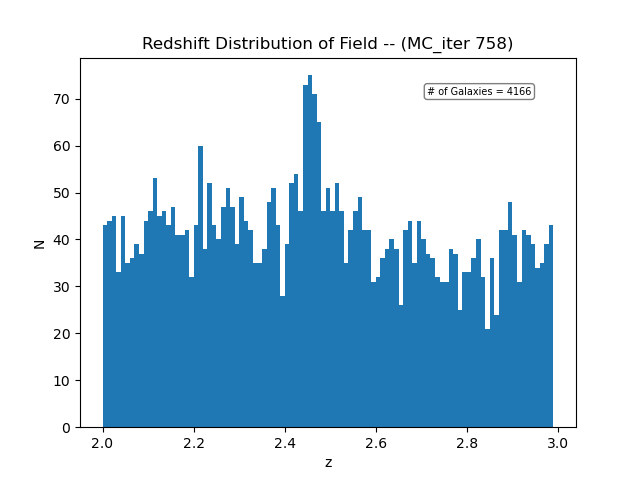 Redshift Distribution of Field -- (MC_iter 758)
# of Galaxies = 4166
70
60
50
40
30
20
10
0
N
2.0 2.2 2.4 2.6 2.8 3.0
z